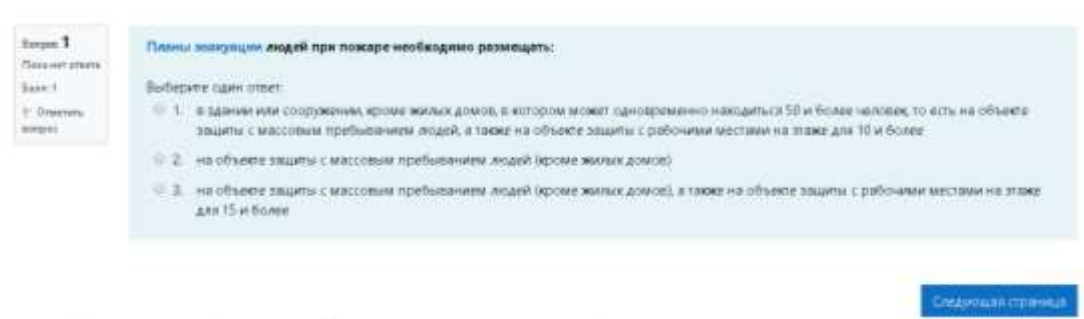 Вопрос 1
Пока нет ответа
Балл: 1
Отметить
вопрос
Планы эвакуации людей при пожаре необходимо размещать:
Выберите один ответ:
1. в здании или сооружении, кроме жилых домов, в котором может одновременно находиться 50 и более человек, то есть на объекте
защиты с массовым пребыванием людей, а также на объекте защиты с рабочими местами на этаже для 10 и более
2. на объекте защиты с массовым пребыванием людей (кроме жилых домов)
3. на объекте защиты с массовым пребыванием людей (кроме жилых домов), а также на объекте защиты с рабочими местами на этаже
для 15 и более
Следующая страница